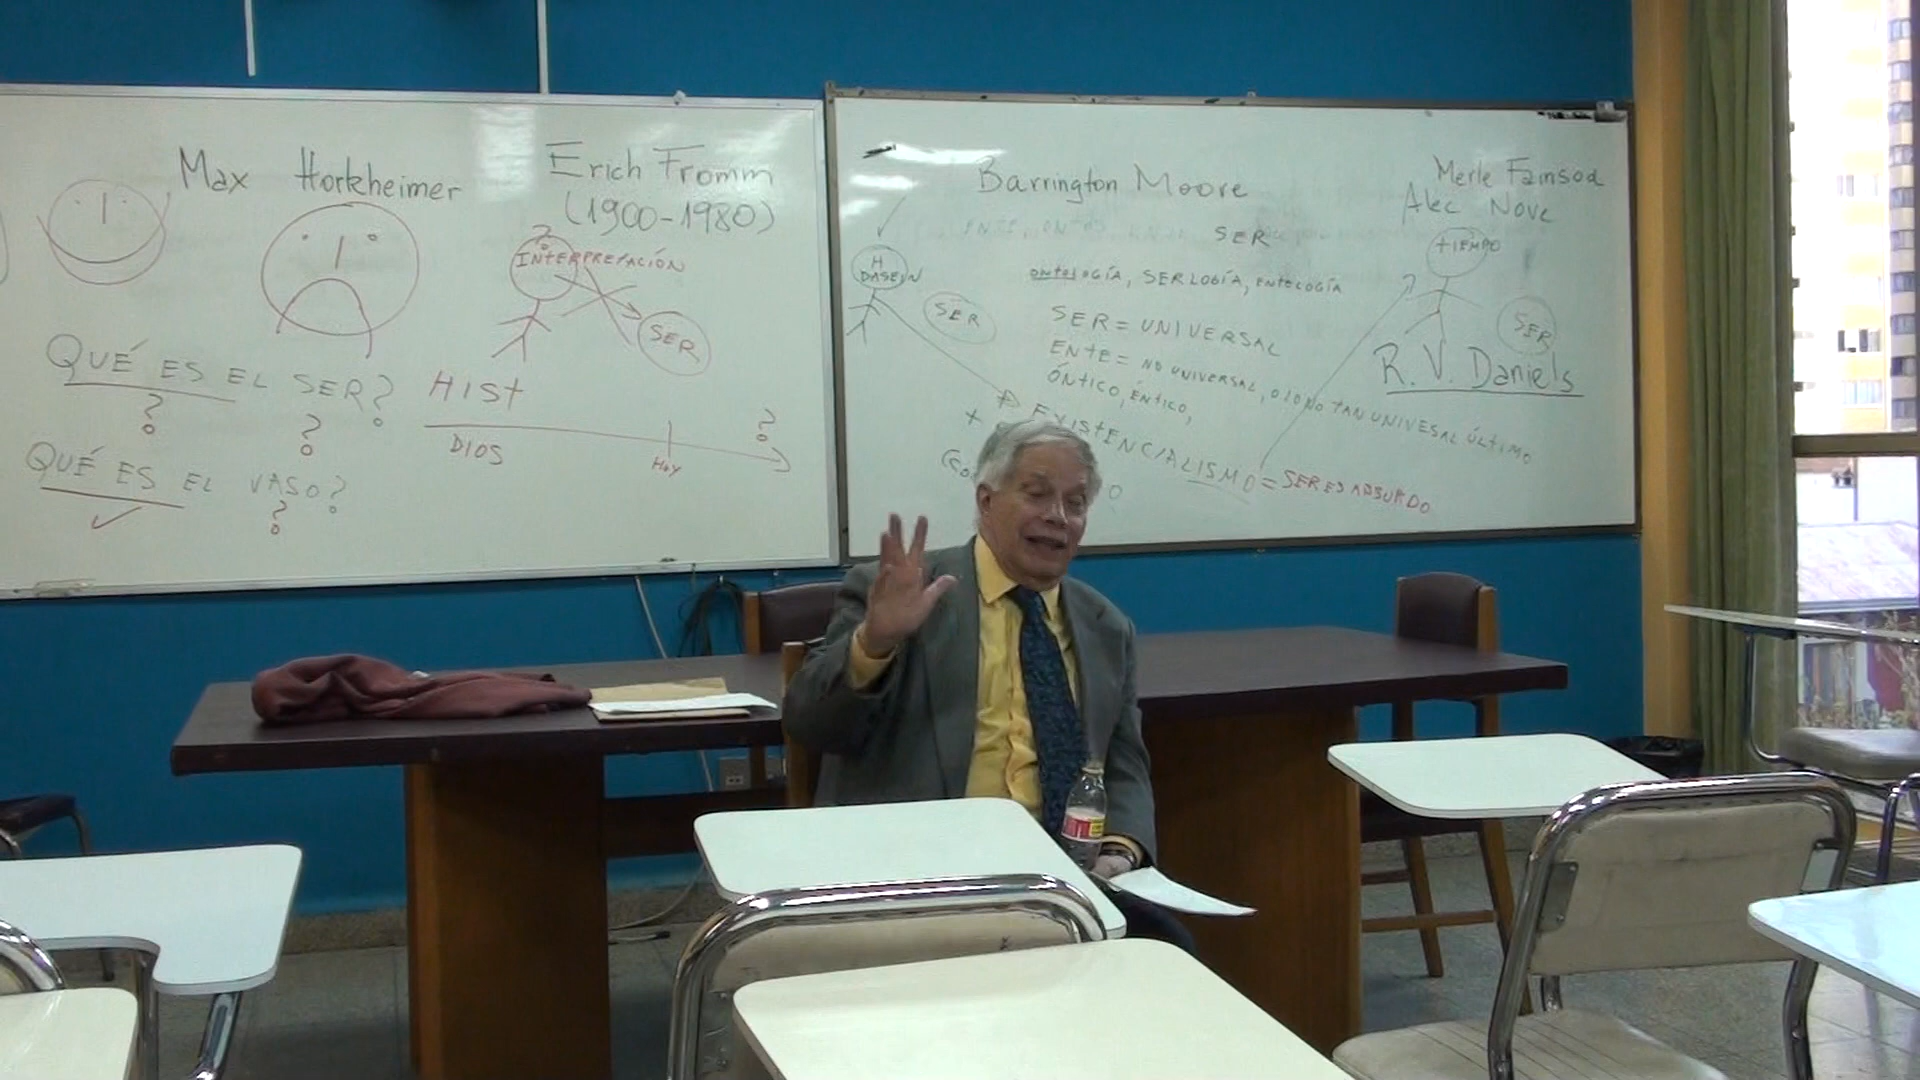 Max Horkheimer
Erich Fromm
(1900-1980)
?
INTERPRETACIÓN
SER
QUÉ ES EL SER?
?
?
HIST
DIOS
HOY
?
QUÉ ES EL VASO?
?
Barrington Moore
Merle Fainsod
Alec Nove
SER
H
DASEIN
SER
ONTOLOGÍA, SERLOGÍA, ENTOLOGÍA
SER = UNIVERSAL
ENTE = NO UNIVERSAL, O NO TAN UNIVESAL ÚLTIMO
ÓNTICO, ÉNTICO,
EXISTENCIALISMO = SER ES ABSURDO
TIEMPO
SER
R. V. Daniels